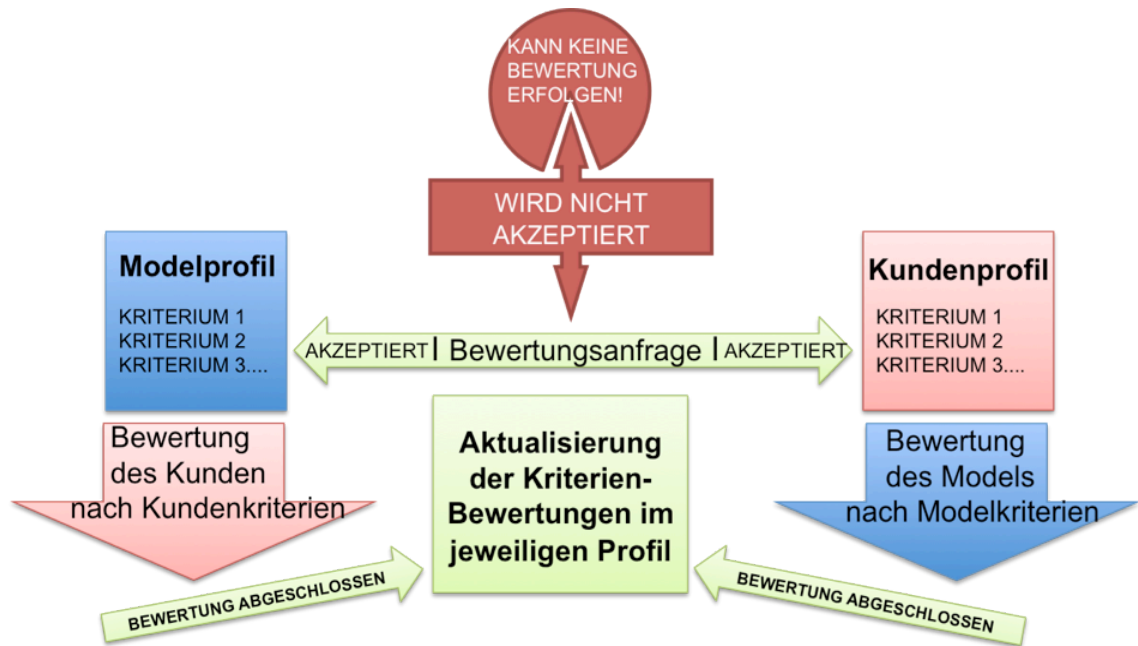 KANN KEINE
BEWERTUNG
ERFOLGEN!
WIRD NICHT
AKZEPTIERT
Modelprofil
KRITERIUM 1
KRITERIUM 2
KRITERIUM 3....
Kundenprofil
KRITERIUM 1
KRITERIUM 2
KRITERIUM 3....
AKZEPTIERT | Bewertungsanfrage | AKZEPTIERT
Bewertung
des Kunden
nach Kundenkriterien
Aktualisierung
der Kriterien-
Bewertungen im
jeweiligen Profil
Bewertung
des Models
nach Modelkriterien
BEWERTUNG ABGESCHLOSSEN
BEWERTUNG ABGESCHLOSSEN